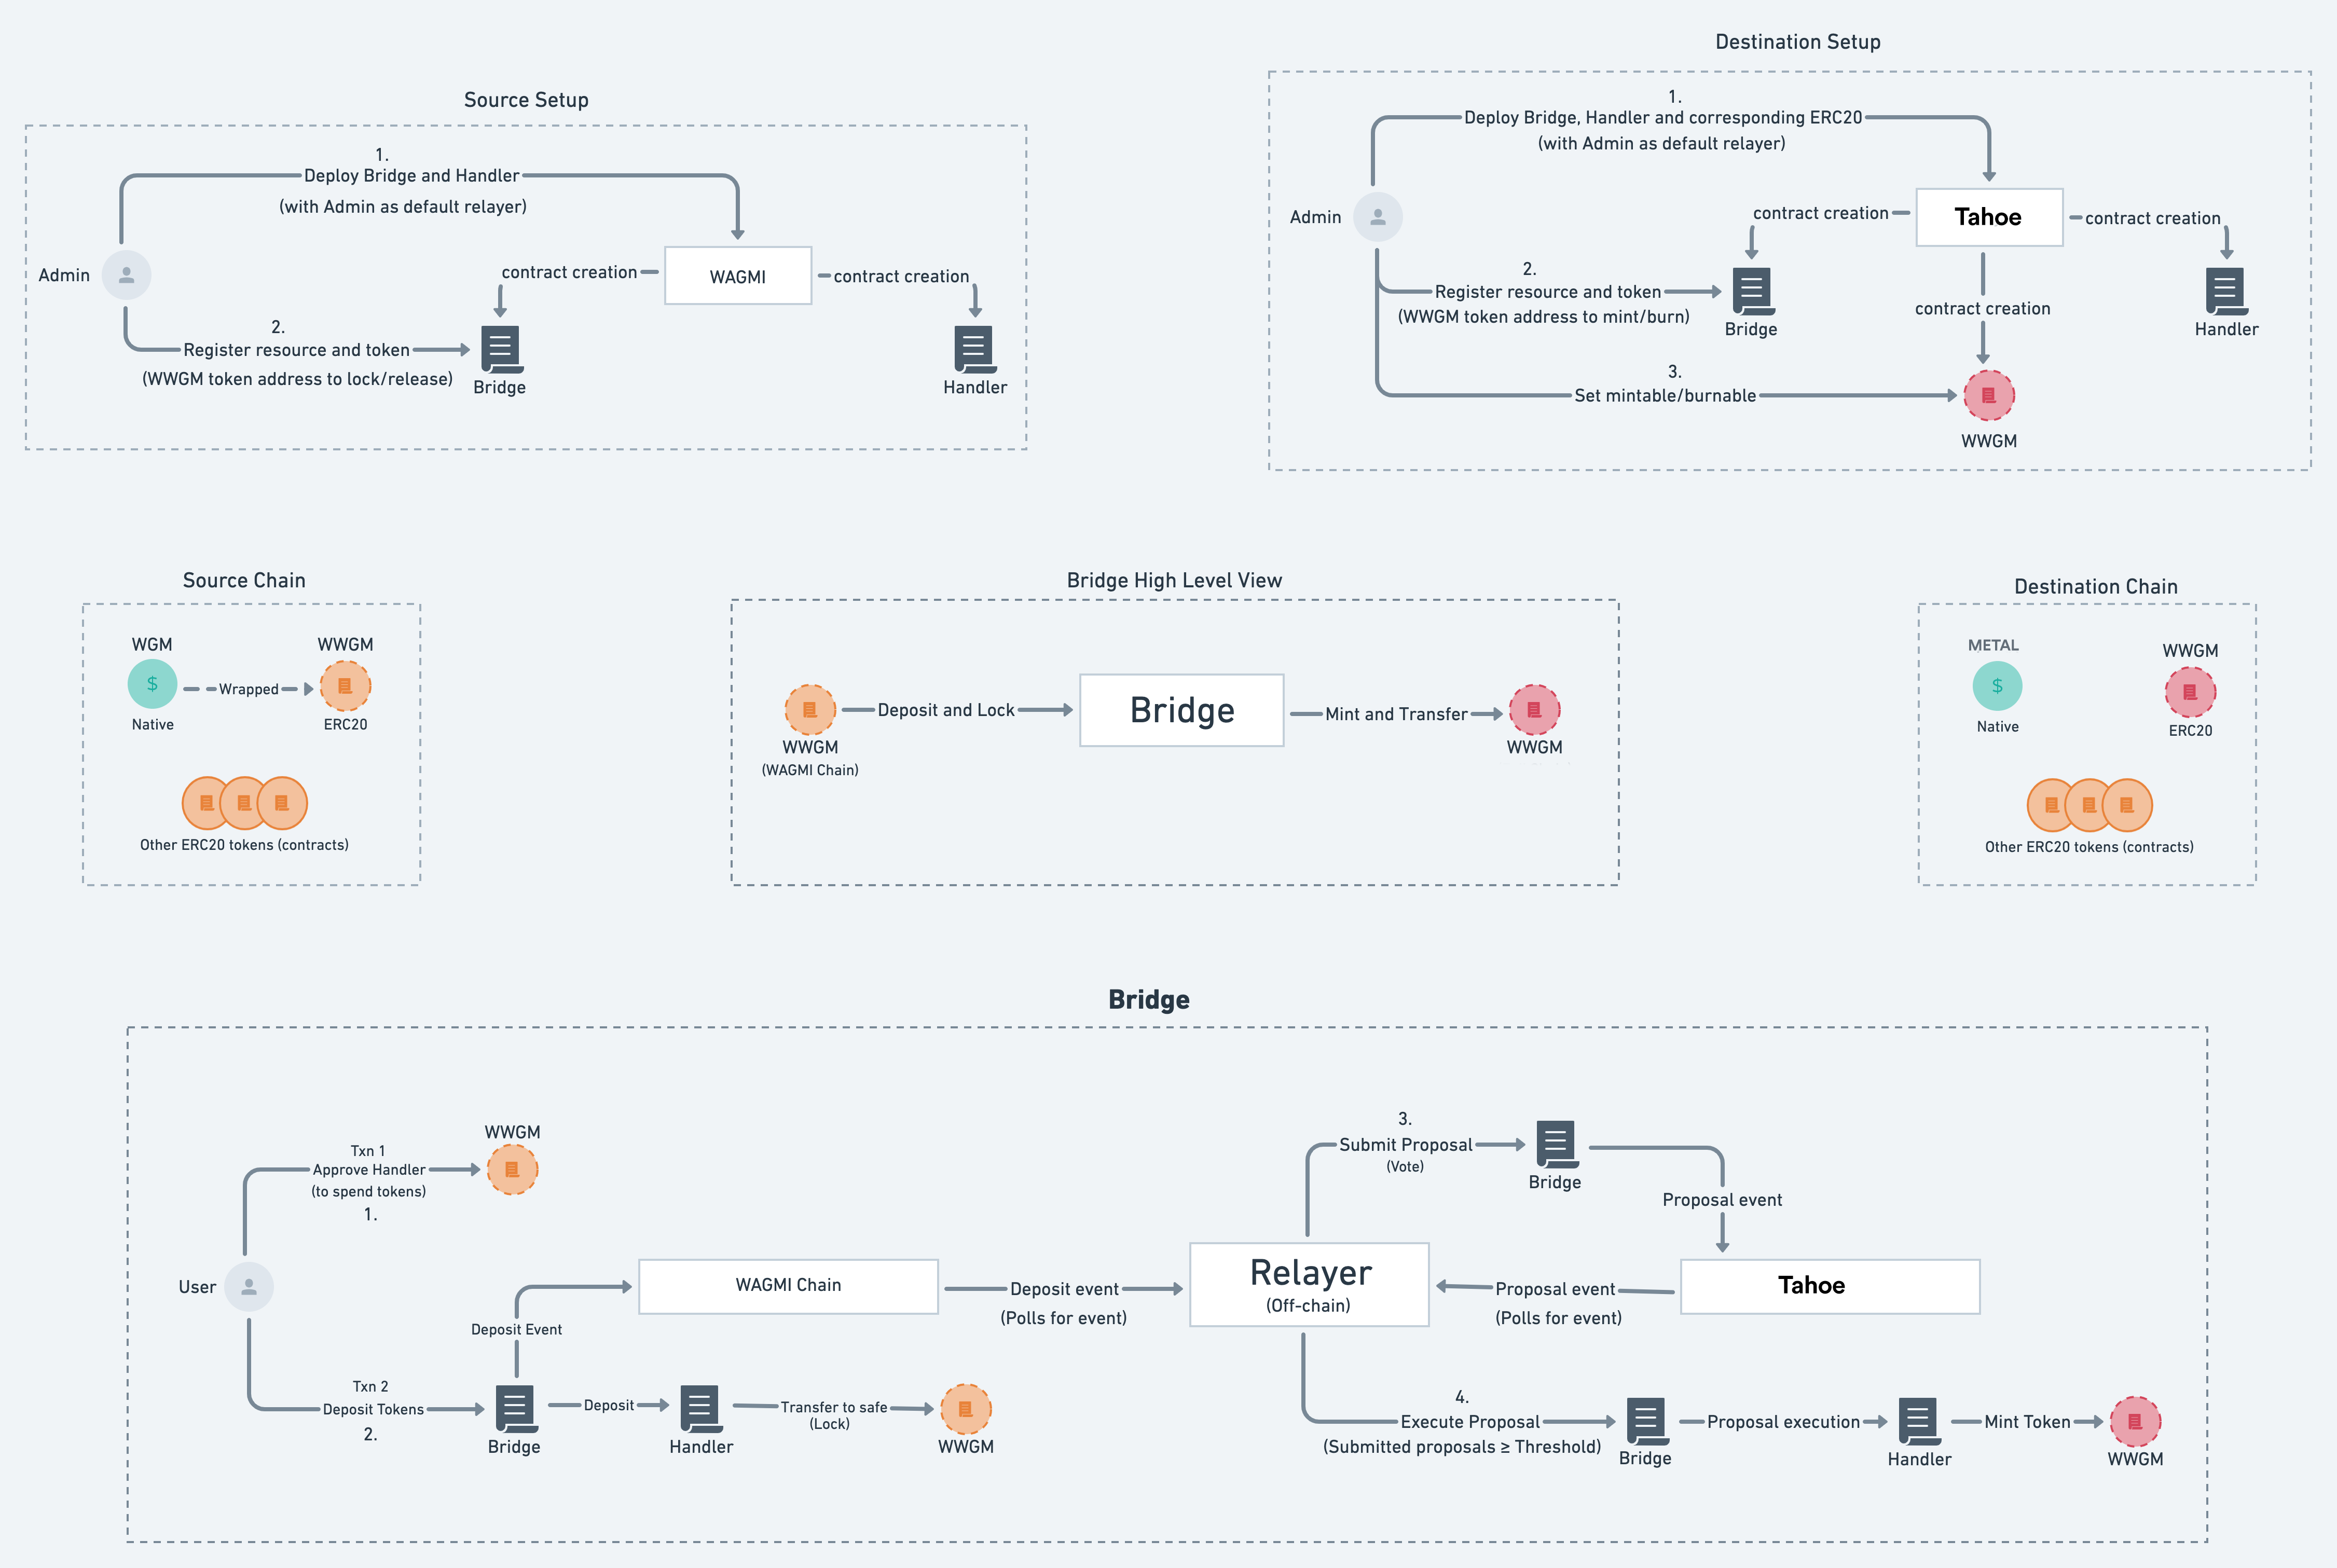 Source Setup
1.
Deploy Bridge and Handler
(with Admin as default relayer)
Admin
contract creation
WAGMI
contract creation
2.
Register resource and token
(WWGM token address to lock/release)
Bridge
Handler
Destination Setup
1.
Deploy Bridge, Handler and corresponding ERC20
(with Admin as default relayer)
Admin
contract creation
Tahoe
contract creation
2.
Register resource and token
(WWGM token address to mint/burn)
Bridge
contract creation
Handler
3.
Set mintable/burnable
WWGM
Source Chain
WGM
WWGM
$
Wrapped
Native
ERC20
Other ERC20 tokens (contracts)
Bridge High Level View
Deposit and Lock
Bridge
Mint and Transfer
WWGM
(WAGMI Chain)
WWGM
Destination Chain
METAL
WWGM
$
Native
ERC20
Other ERC20 tokens (contracts)
Bridge
WWGM
Txn 1
Approve Handler
(to spend tokens)
1.
User
Deposit Event
WAGMI Chain
Deposit event
(Polls for event)
Txn 2
Deposit Tokens
2.
Bridge
Deposit
Handler
Transfer to safe
(Lock)
WWGM
3.
Submit Proposal
(Vote)
Bridge
Proposal event
Relayer
(Off-chain)
Proposal event
(Polls for event)
Tahoe
4.
Execute Proposal
(Submitted proposals ≥ Threshold)
Bridge
Proposal execution
Handler
Mint Token
WWGM